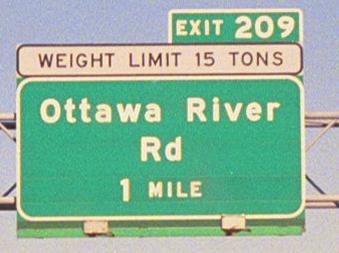 EXIT 209
WEIGHT LIMIT 15 TONS
Ottawa River
Rd
1 MILE